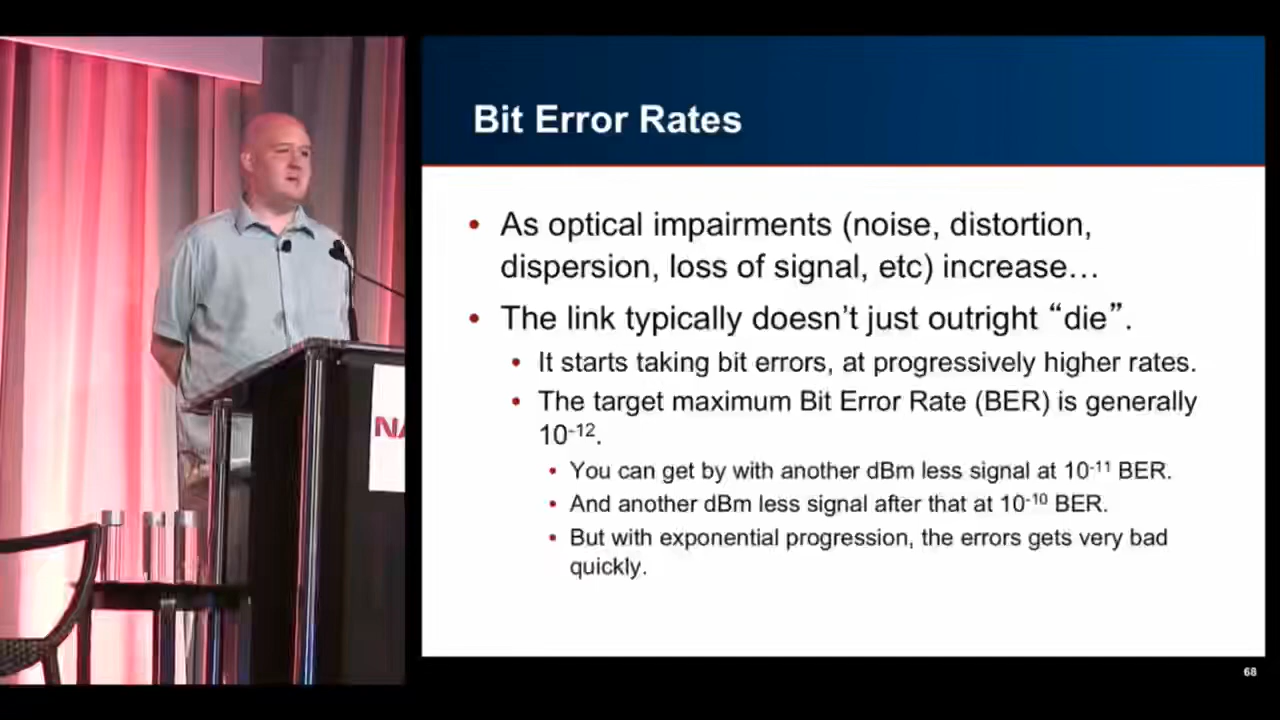 Bit Error Rates
• As optical impairments (noise, distortion,
dispersion, loss of signal, etc) increase…
• The link typically doesn’t just outright “die”.
• It starts taking bit errors, at progressively higher rates.
• The target maximum Bit Error Rate (BER) is generally
10⁻¹².
• You can get by with another dBm less signal at 10⁻¹¹ BER.
• And another dBm less signal after that at 10⁻¹⁰ BER.
• But with exponential progression, the errors gets very bad
quickly.
NA
68